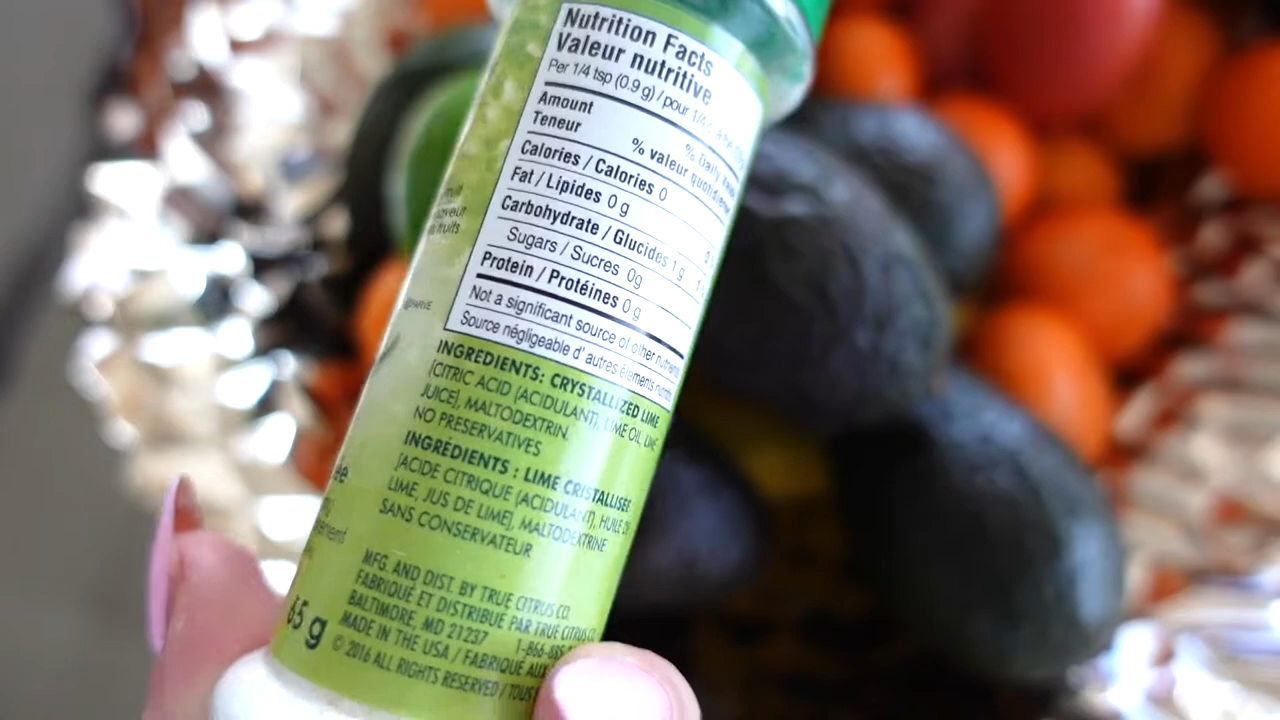 Nutrition Facts
Valeur nutritive
Per 1/4 tsp (0.9 g) / pour 1/4 c.
Amount
Teneur
% Daily
% valeur quotidienne
Calories / Calories 0
Fat / Lipides 0 g
Carbohydrate / Glucides 1 g
Sugars / Sucres 0g
Protein / Protéines 0 g
Not a significant source of other
Source négligeable d'autres éléments
INGREDIENTS: CRYSTALLIZED LIME
[CITRIC ACID (ACIDULANT), LIME OIL, LIME
JUICE], MALTODEXTRIN.
NO PRESERVATIVES
INGRÉDIENTS : LIME CRISTALLISÉE
[ACIDE CITRIQUE (ACIDULANT), HUILE
LIME, JUS DE LIME], MALTODEXTRINE
SANS CONSERVATEUR
MFG. AND DIST. BY TRUE CITRUS CO.
FABRIQUÉ ET DISTRIBUÉ PAR TRUE CITRUS
BALTIMORE, MD 21237 1-866-
MADE IN THE USA / FABRIQUÉ AUX
© 2016 ALL RIGHTS RESERVED /
65 g